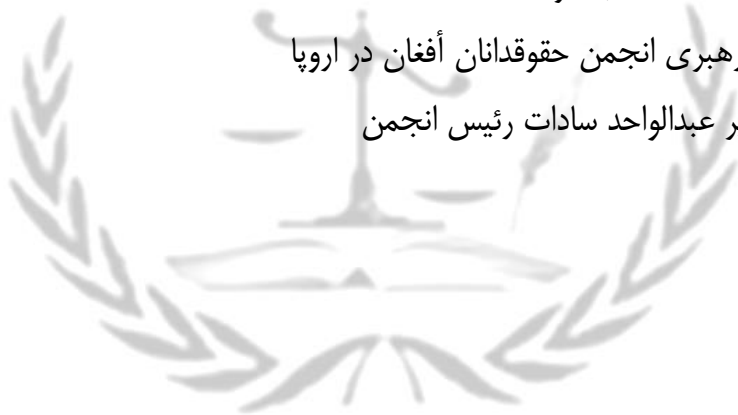 رهبری انجمن حقوقدانان أفغان در اروپا
ر عبدالواحد سادات رئیس انجمن